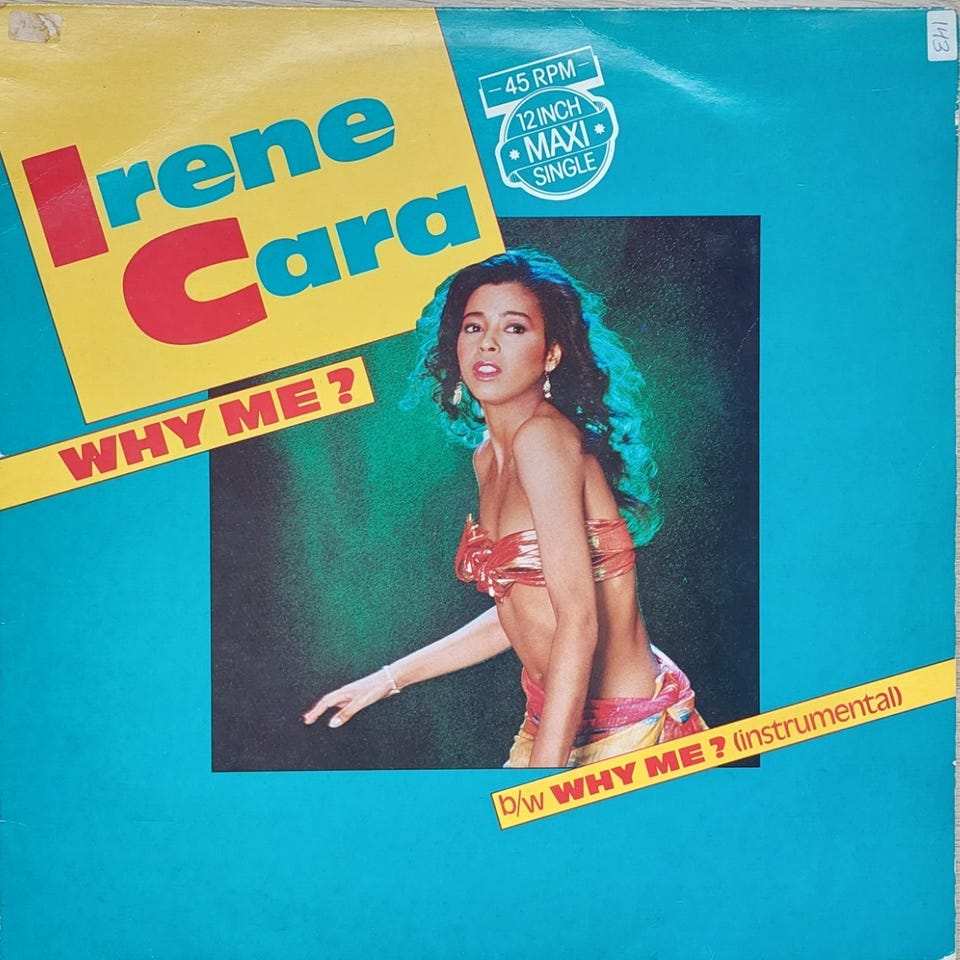 Irene
Cara
WHY ME?
-45 RPM-
12 INCH
MAXI
SINGLE
143
b/w WHY ME? (instrumental)